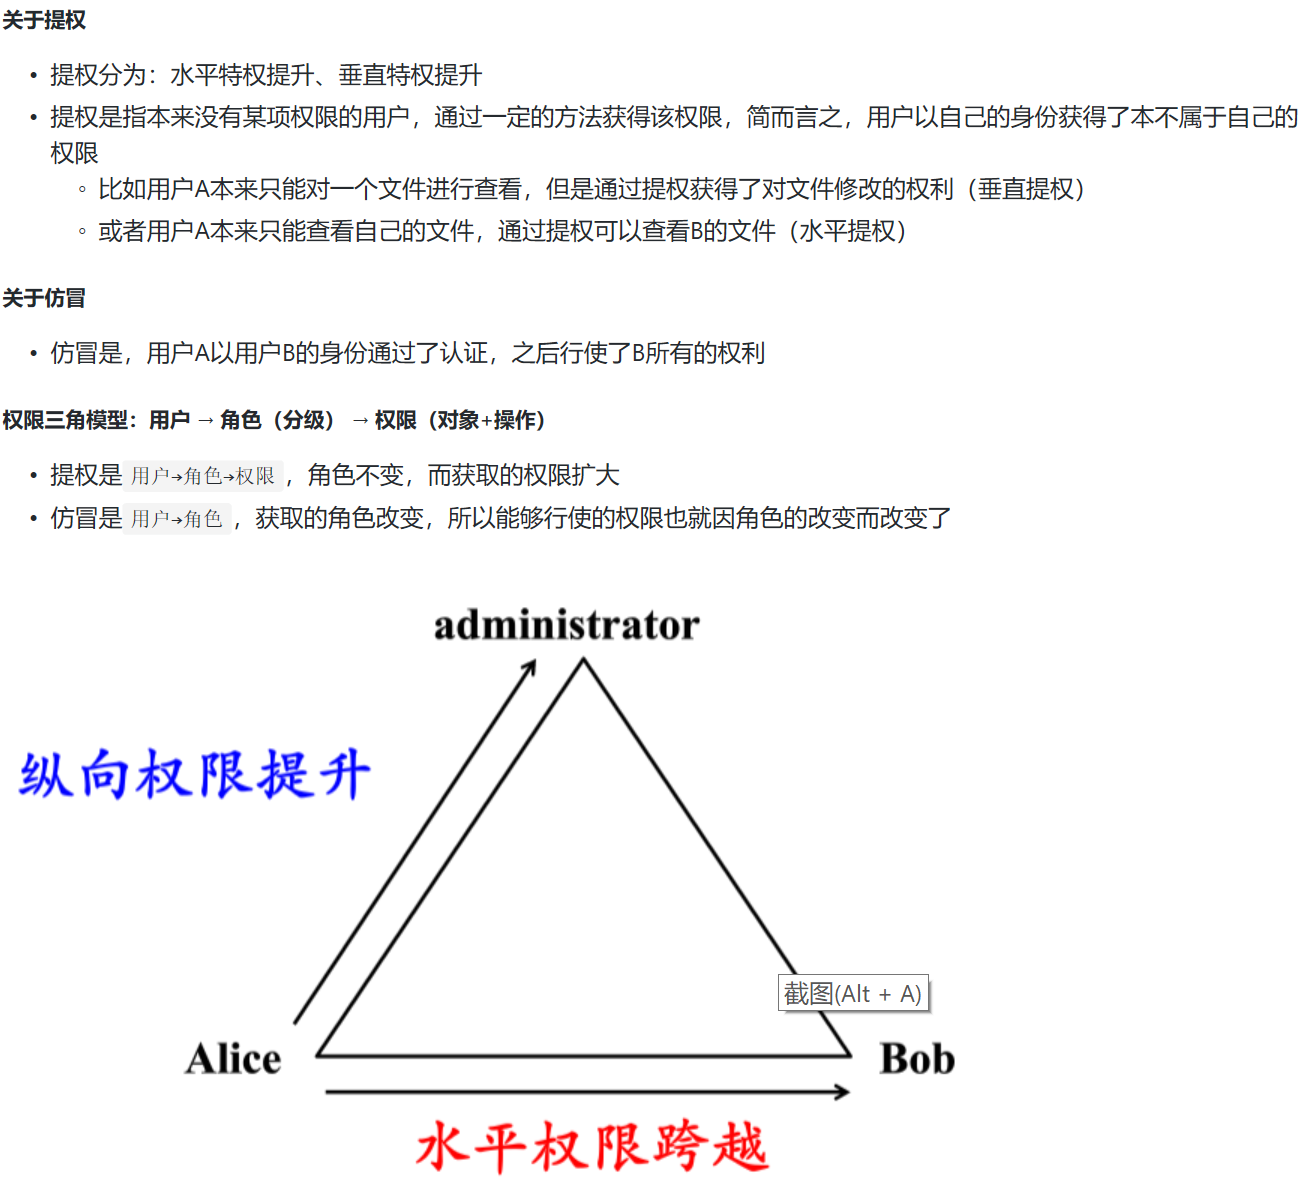 关于提权
• 提权分为：水平特权提升、垂直特权提升
• 提权是指本来没有某项权限的用户，通过一定的方法获得该权限，简而言之，用户以自己的身份获得了本不属于自己的
权限
◦ 比如用户A本来只能对一个文件进行查看，但是通过提权获得了对文件修改的权利（垂直提权）
◦ 或者用户A本来只能查看自己的文件，通过提权可以查看B的文件（水平提权）
关于仿冒
• 仿冒是，用户A以用户B的身份通过了认证，之后行使了B所有的权利
权限三角模型：用户 → 角色（分级） → 权限（对象+操作）
• 提权是 用户→角色→权限 ，角色不变，而获取的权限扩大
• 仿冒是 用户→角色 ，获取的角色改变，所以能够行使的权限也就因角色的改变而改变了
administrator
纵向权限提升
截图(Alt + A)
Alice
Bob
水平权限跨越